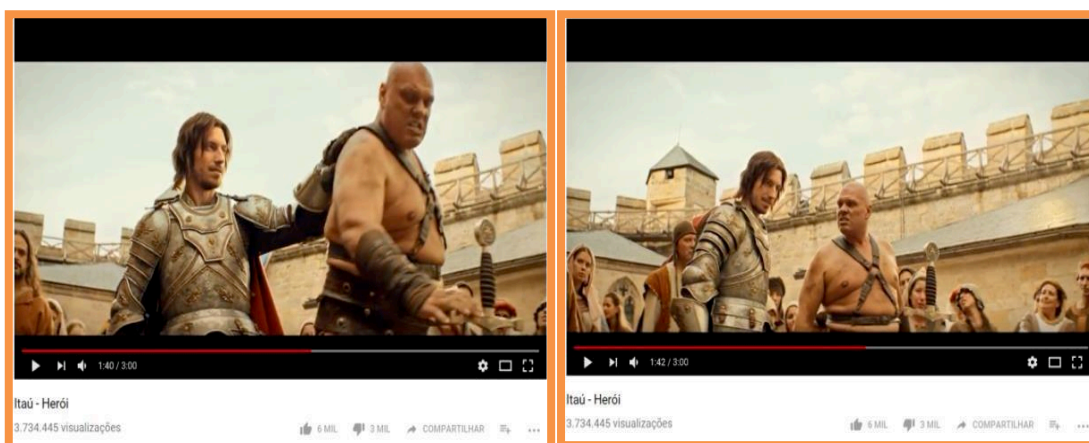 1:40 / 3:00
Itaú - Herói
3.734.445 visualizações
6 MIL 3 MIL COMPARTILHAR
1:42 / 3:00
Itaú - Herói
3.734.445 visualizações
6 MIL 3 MIL COMPARTILHAR